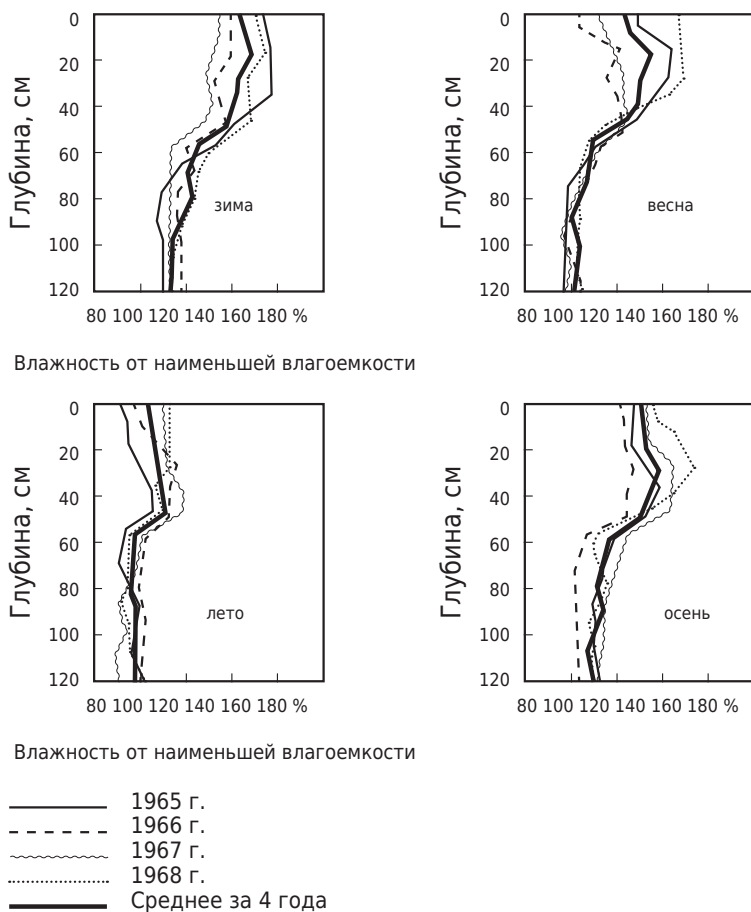 0
20
40
60
80
100
120
Глубина, см
зима
80 100 120 140 160 180 %
0
20
40
60
80
100
120
Глубина, см
весна
80 100 120 140 160 180 %
Влажность от наименьшей влагоемкости
0
20
40
60
80
100
120
Глубина, см
лето
80 100 120 140 160 180 %
0
20
40
60
80
100
120
Глубина, см
осень
80 100 120 140 160 180 %
Влажность от наименьшей влагоемкости
1965 г.
1966 г.
1967 г.
1968 г.
Среднее за 4 года